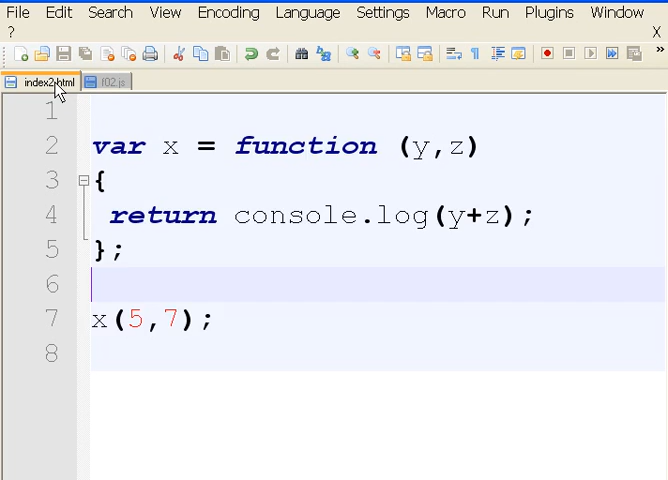 File Edit Search View Encoding Language Settings Macro Run Plugins Window
? X
index2.html f02.js
1
2 var x = function (y,z)
3 {
4 return console.log(y+z);
5 };
6
7 x(5,7);
8